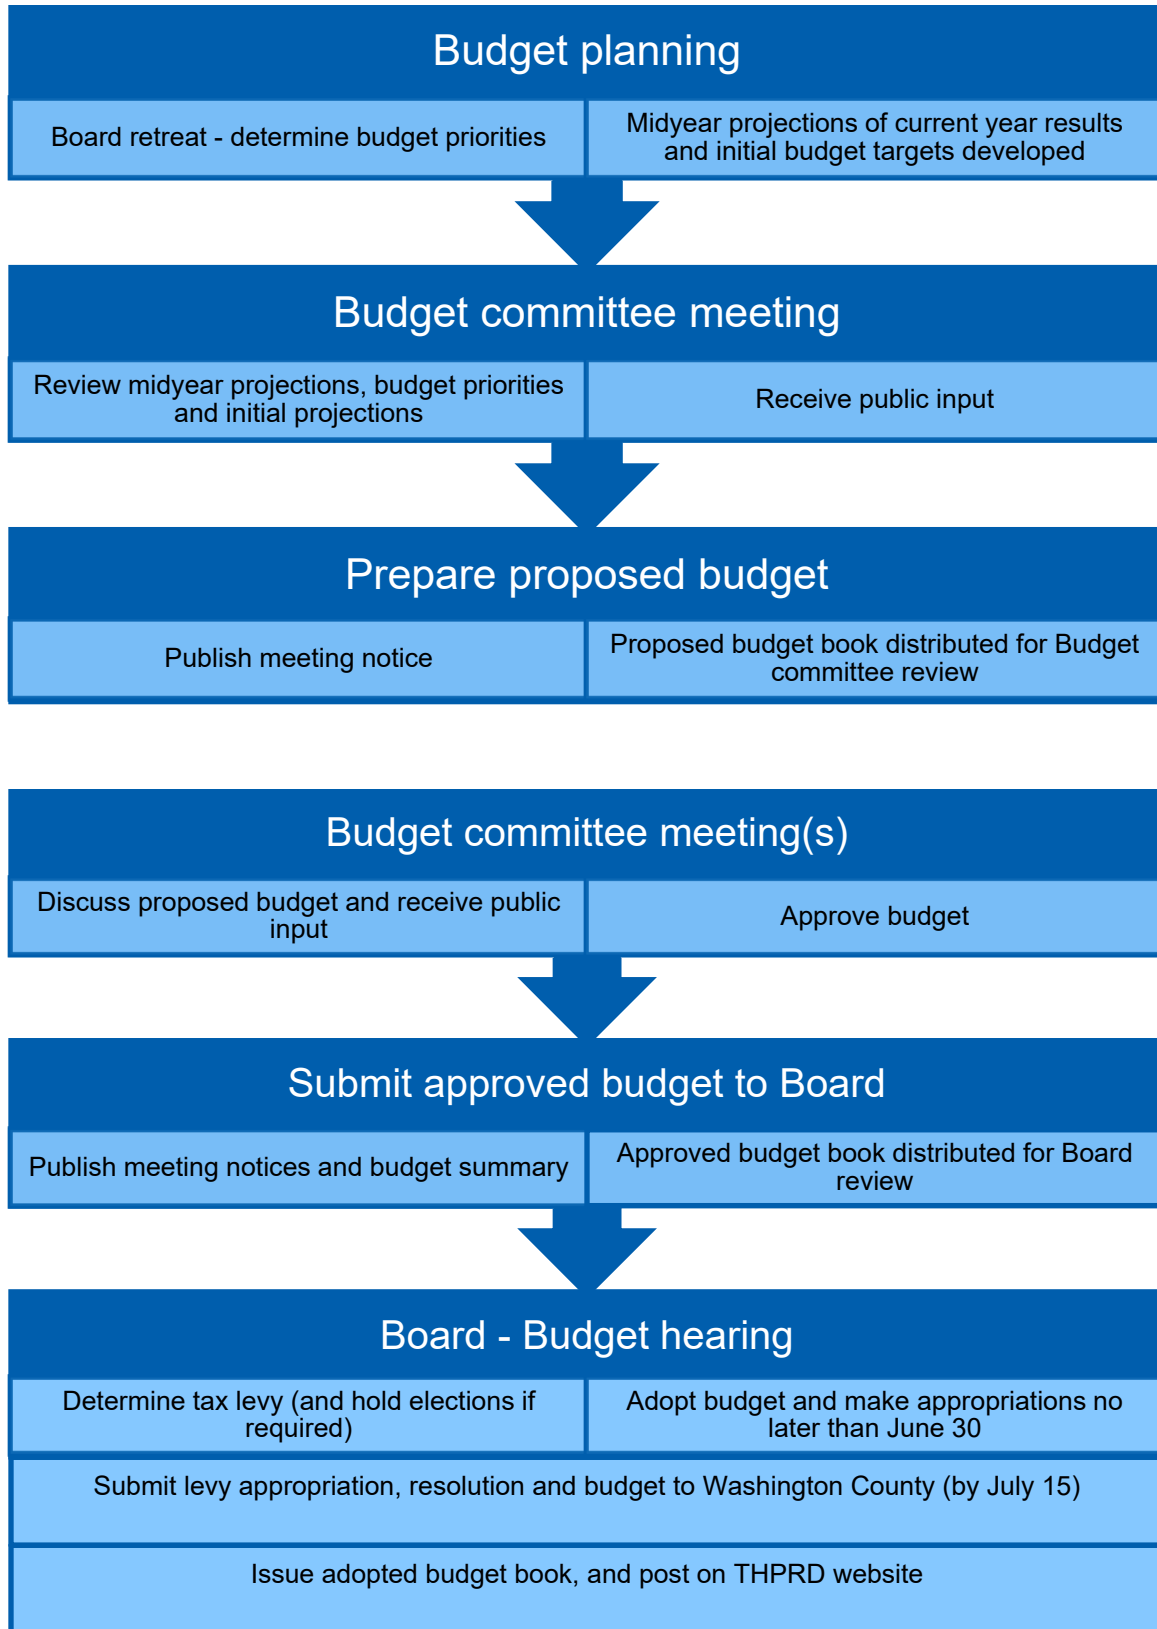 Budget planning
Board retreat - determine budget priorities
Midyear projections of current year results
and initial budget targets developed
Budget committee meeting
Review midyear projections, budget priorities
and initial projections
Receive public input
Prepare proposed budget
Publish meeting notice
Proposed budget book distributed for Budget
committee review
Budget committee meeting(s)
Discuss proposed budget and receive public
input
Approve budget
Submit approved budget to Board
Publish meeting notices and budget summary
Approved budget book distributed for Board
review
Board - Budget hearing
Determine tax levy (and hold elections if
required)
Adopt budget and make appropriations no
later than June 30
Submit levy appropriation, resolution and budget to Washington County (by July 15)
Issue adopted budget book, and post on THPRD website